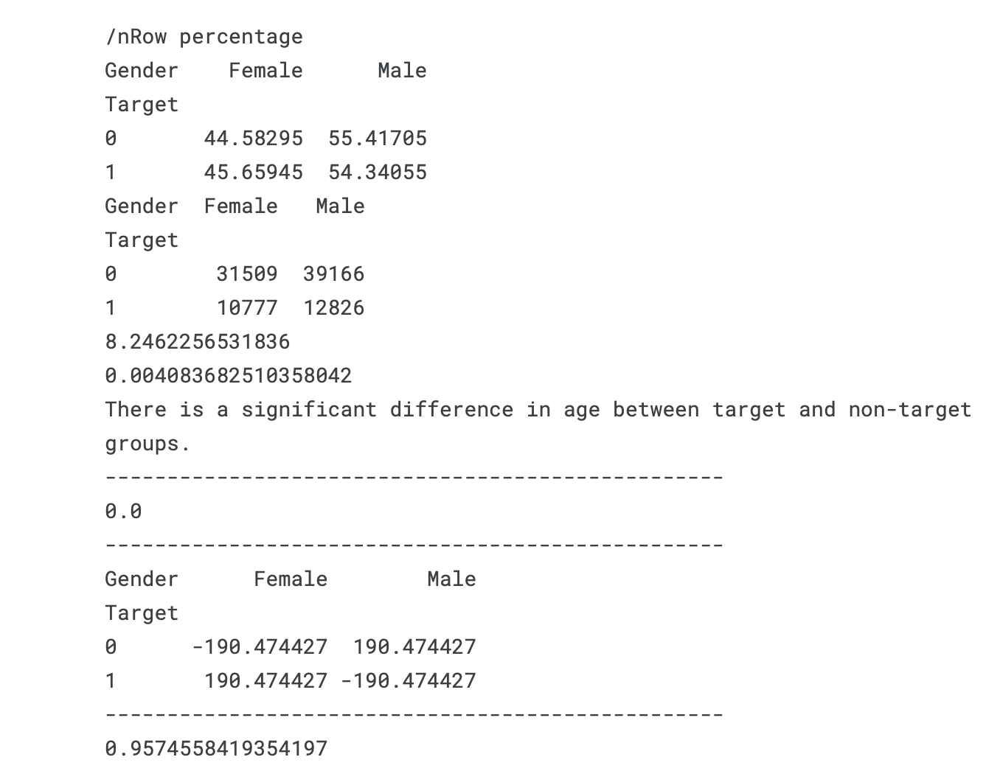 /nRow percentage
Gender    Female      Male
Target
0       44.58295  55.41705
1       45.65945  54.34055
Gender  Female   Male
Target
0        31509  39166
1        10777  12826
8.2462256531836
0.004083682510358042
There is a significant difference in age between target and non-target
groups.
--------------------------------------------------
0.0
--------------------------------------------------
Gender      Female        Male
Target
0      -190.474427  190.474427
1       190.474427 -190.474427
--------------------------------------------------
0.9574558419354197